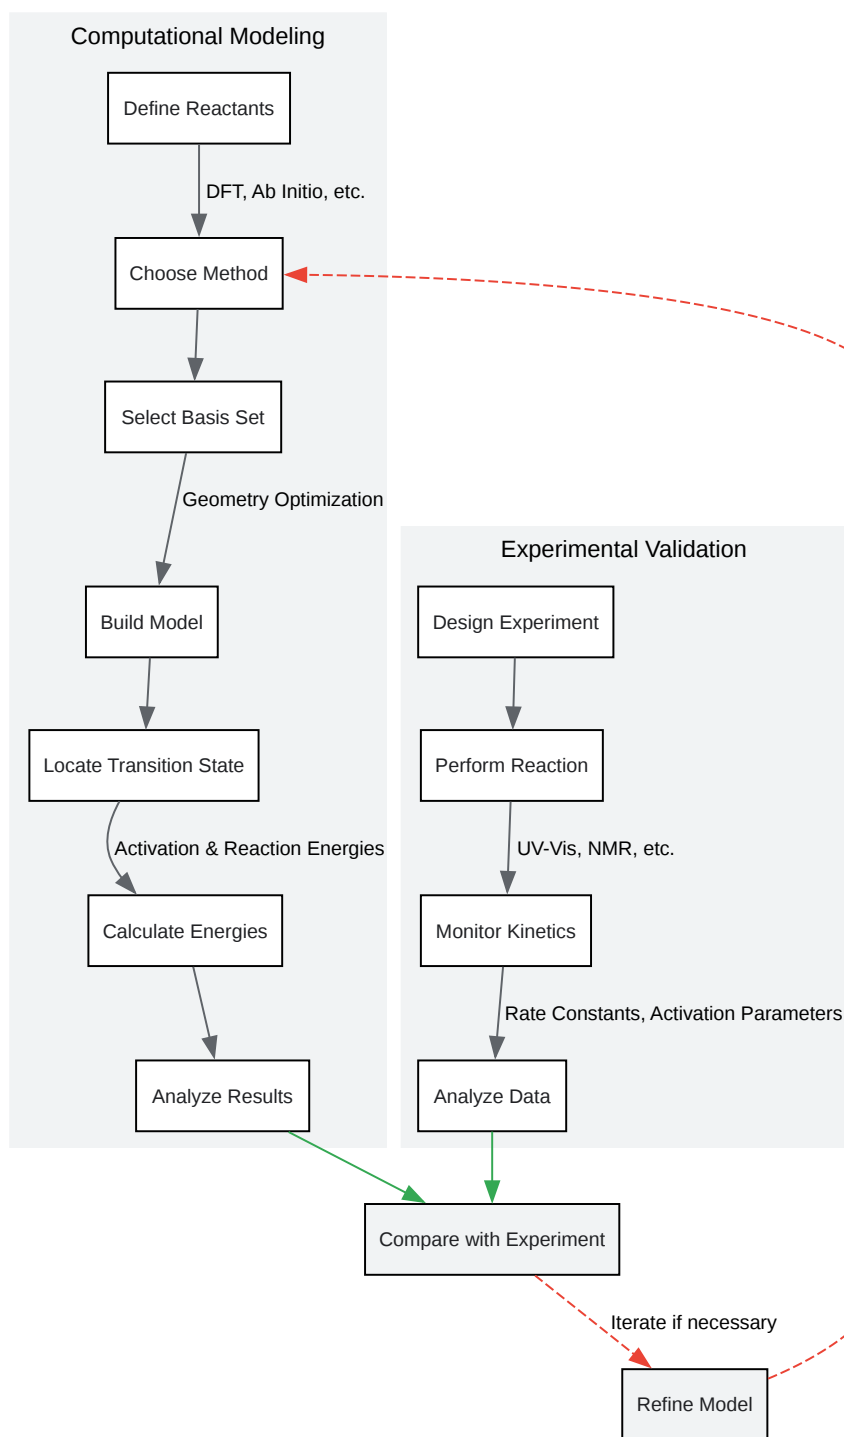 Computational Modeling
Define Reactants
DFT, Ab Initio, etc.
Choose Method
Select Basis Set
Geometry Optimization
Build Model
Locate Transition State
Activation & Reaction Energies
Calculate Energies
Analyze Results
Experimental Validation
Design Experiment
Perform Reaction
UV-Vis, NMR, etc.
Monitor Kinetics
Rate Constants, Activation Parameters
Analyze Data
Compare with Experiment
Iterate if necessary
Refine Model